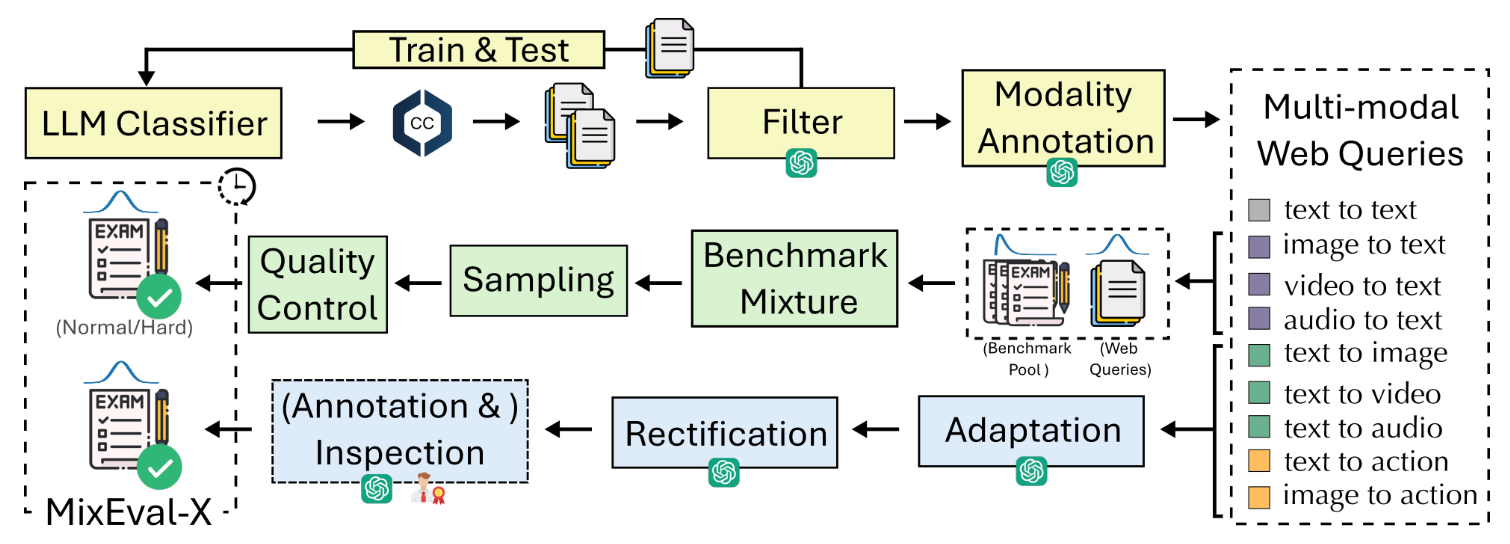 Train & Test
LLM Classifier
CC
Filter
Modality
Annotation
Multi-modal
Web Queries
text to text
image to text
video to text
audio to text
text to image
text to video
text to audio
text to action
image to action
EXAM
(Normal/Hard)
Quality
Control
Sampling
Benchmark
Mixture
EXAM
(Benchmark
Pool )
(Web
Queries)
EXAM
MixEval-X
(Annotation & )
Inspection
Rectification
Adaptation